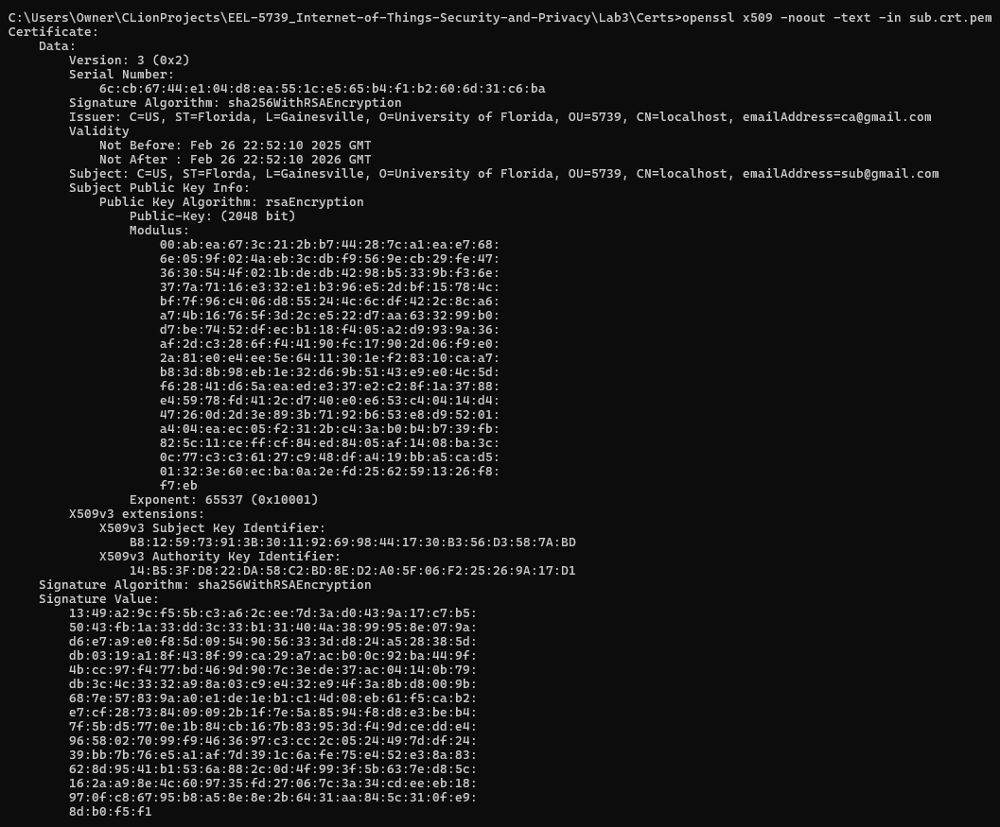 C:\Users\Owner\CLionProjects\EEL-5739_Internet-of-Things-Security-and-Privacy\Lab3\Certs>openssl x509 -noout -text -in sub.crt.pem
Certificate:
    Data:
        Version: 3 (0x2)
        Serial Number:
            6c:cb:67:44:e1:04:d8:ea:55:1c:e5:65:b4:f1:b2:60:6d:31:c6:ba
        Signature Algorithm: sha256WithRSAEncryption
        Issuer: C=US, ST=Florida, L=Gainesville, O=University of Florida, OU=5739, CN=localhost, emailAddress=ca@gmail.com
        Validity
            Not Before: Feb 26 22:52:10 2025 GMT
            Not After : Feb 26 22:52:10 2026 GMT
        Subject: C=US, ST=Florda, L=Gainesville, O=University of Florida, OU=5739, CN=localhost, emailAddress=sub@gmail.com
        Subject Public Key Info:
            Public Key Algorithm: rsaEncryption
                Public-Key: (2048 bit)
                Modulus:
                    00:ab:ea:67:3c:21:2b:b7:44:28:7c:a1:ea:e7:68:
                    6e:05:9f:02:4a:eb:3c:db:f9:56:9e:cb:29:fe:47:
                    36:30:54:4f:02:1b:de:db:42:98:b5:33:9b:f3:6e:
                    37:7a:71:16:e3:32:e1:b3:96:e5:2d:bf:15:78:4c:
                    bf:7f:96:c4:06:d8:55:24:4c:6c:df:42:2c:8c:a6:
                    a7:4b:16:76:5f:3d:2c:e5:22:d7:aa:63:32:99:b0:
                    d7:be:74:52:df:ec:b1:18:f4:05:a2:d9:93:9a:36:
                    af:2d:c3:28:6f:f4:41:90:fc:17:90:2d:06:f9:e0:
                    2a:81:e0:e4:ee:5e:64:11:30:1e:f2:83:10:ca:a7:
                    b8:3d:8b:98:eb:1e:32:d6:9b:51:43:e9:e0:4c:5d:
                    f6:28:41:d6:5a:ea:ed:e3:37:e2:c2:8f:1a:37:88:
                    e4:59:78:fd:41:2c:d7:40:e0:e6:53:c4:04:14:d4:
                    47:26:0d:2d:3e:89:3b:71:92:b6:53:e8:d9:52:01:
                    a4:04:ea:ec:05:f2:31:2b:c4:3a:b0:b4:b7:39:fb:
                    82:5c:11:ce:ff:cf:84:ed:84:05:af:14:08:ba:3c:
                    0c:77:c3:c3:61:27:c9:48:df:a4:19:bb:a5:ca:d5:
                    01:32:3e:60:ec:ba:0a:2e:fd:25:62:59:13:26:f8:
                    f7:eb
                Exponent: 65537 (0x10001)
        X509v3 extensions:
            X509v3 Subject Key Identifier:
                B8:12:59:73:91:3B:30:11:92:69:98:44:17:30:B3:56:D3:58:7A:BD
            X509v3 Authority Key Identifier:
                14:B5:3F:D8:22:DA:58:C2:BD:8E:D2:A0:5F:06:F2:25:26:9A:17:D1
    Signature Algorithm: sha256WithRSAEncryption
    Signature Value:
        13:49:a2:9c:f5:5b:c3:a6:2c:ee:7d:3a:d0:43:9a:17:c7:b5:
        50:43:fb:1a:33:dd:3c:33:b1:31:40:4a:38:99:95:8e:07:9a:
        d6:e7:a9:e0:f8:5d:09:54:90:56:33:3d:d8:24:a5:28:38:5d:
        db:03:19:a1:8f:43:8f:99:ca:29:a7:ac:b0:0c:92:ba:44:9f:
        4b:cc:97:f4:77:bd:46:9d:90:7c:3e:de:37:ac:04:14:0b:79:
        db:3c:4c:33:32:a9:8a:03:c9:e4:32:e9:4f:3a:8b:d8:00:9b:
        68:7e:57:83:9a:a0:e1:de:1e:b1:c1:4d:08:eb:61:f5:ca:b2:
        e7:cf:28:73:84:09:09:2b:1f:7e:5a:85:94:f8:d8:e3:be:b4:
        7f:5b:d5:77:0e:1b:84:cb:16:7b:83:95:3d:f4:9d:ce:dd:e4:
        96:58:02:70:99:f9:46:36:97:c3:cc:2c:05:24:49:7d:df:24:
        39:bb:7b:76:e5:a1:af:7d:39:1c:6a:fe:75:e4:52:e3:8a:83:
        62:8d:95:41:b1:53:6a:88:2c:0d:4f:99:3f:5b:63:7e:d8:5c:
        16:2a:a9:8e:4c:60:97:35:fd:27:06:7c:3a:34:cd:ee:eb:18:
        97:0f:c8:67:95:b8:a5:8e:8e:2b:64:31:aa:84:5c:31:0f:e9:
        8d:b0:f5:f1